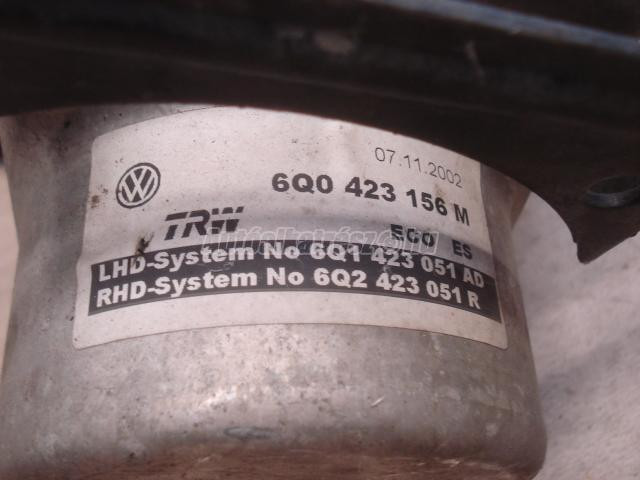 07.11.2002
6Q0 423 156 M
TRW
EGO ES
LHD-System No 6Q1 423 051 AD
RHD-System No 6Q2 423 051 R